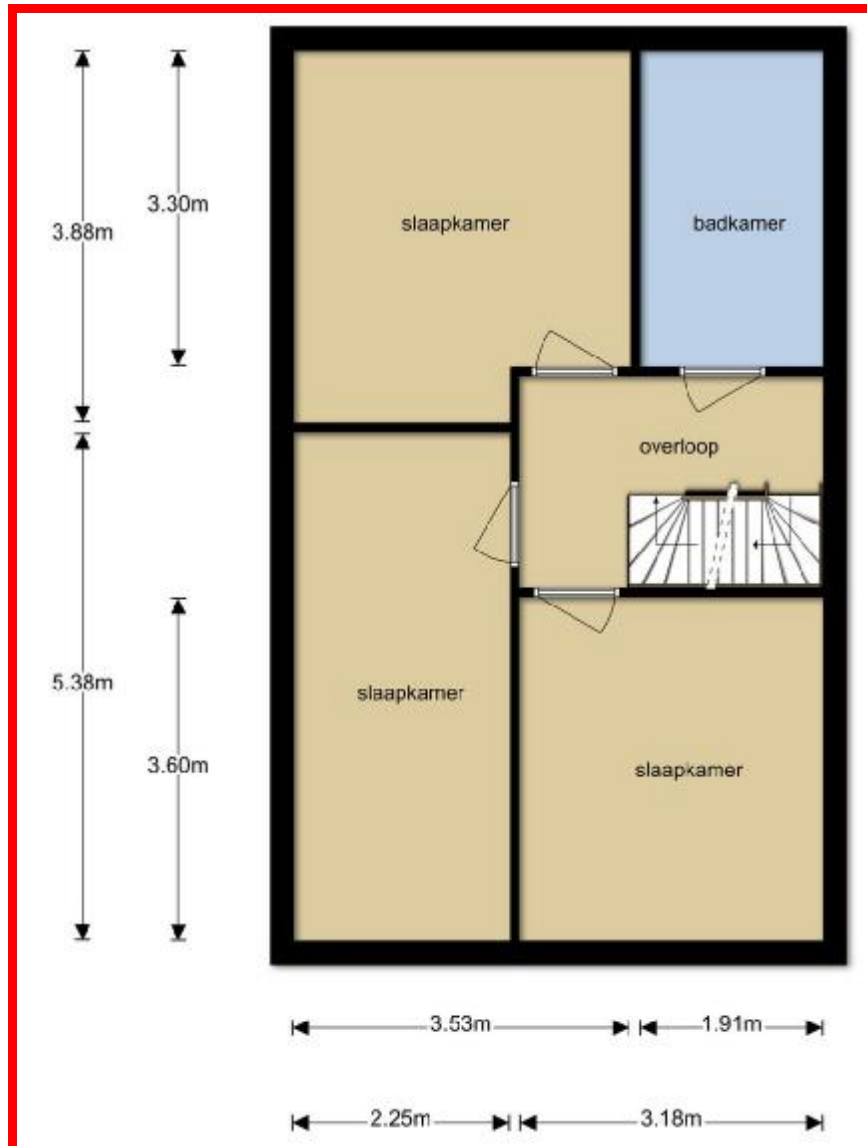 3.30m
slaapkamer
badkamer
3.88m
overloop
5.38m
slaapkamer
3.60m
slaapkamer
3.53m
1.91m
2.25m
3.18m